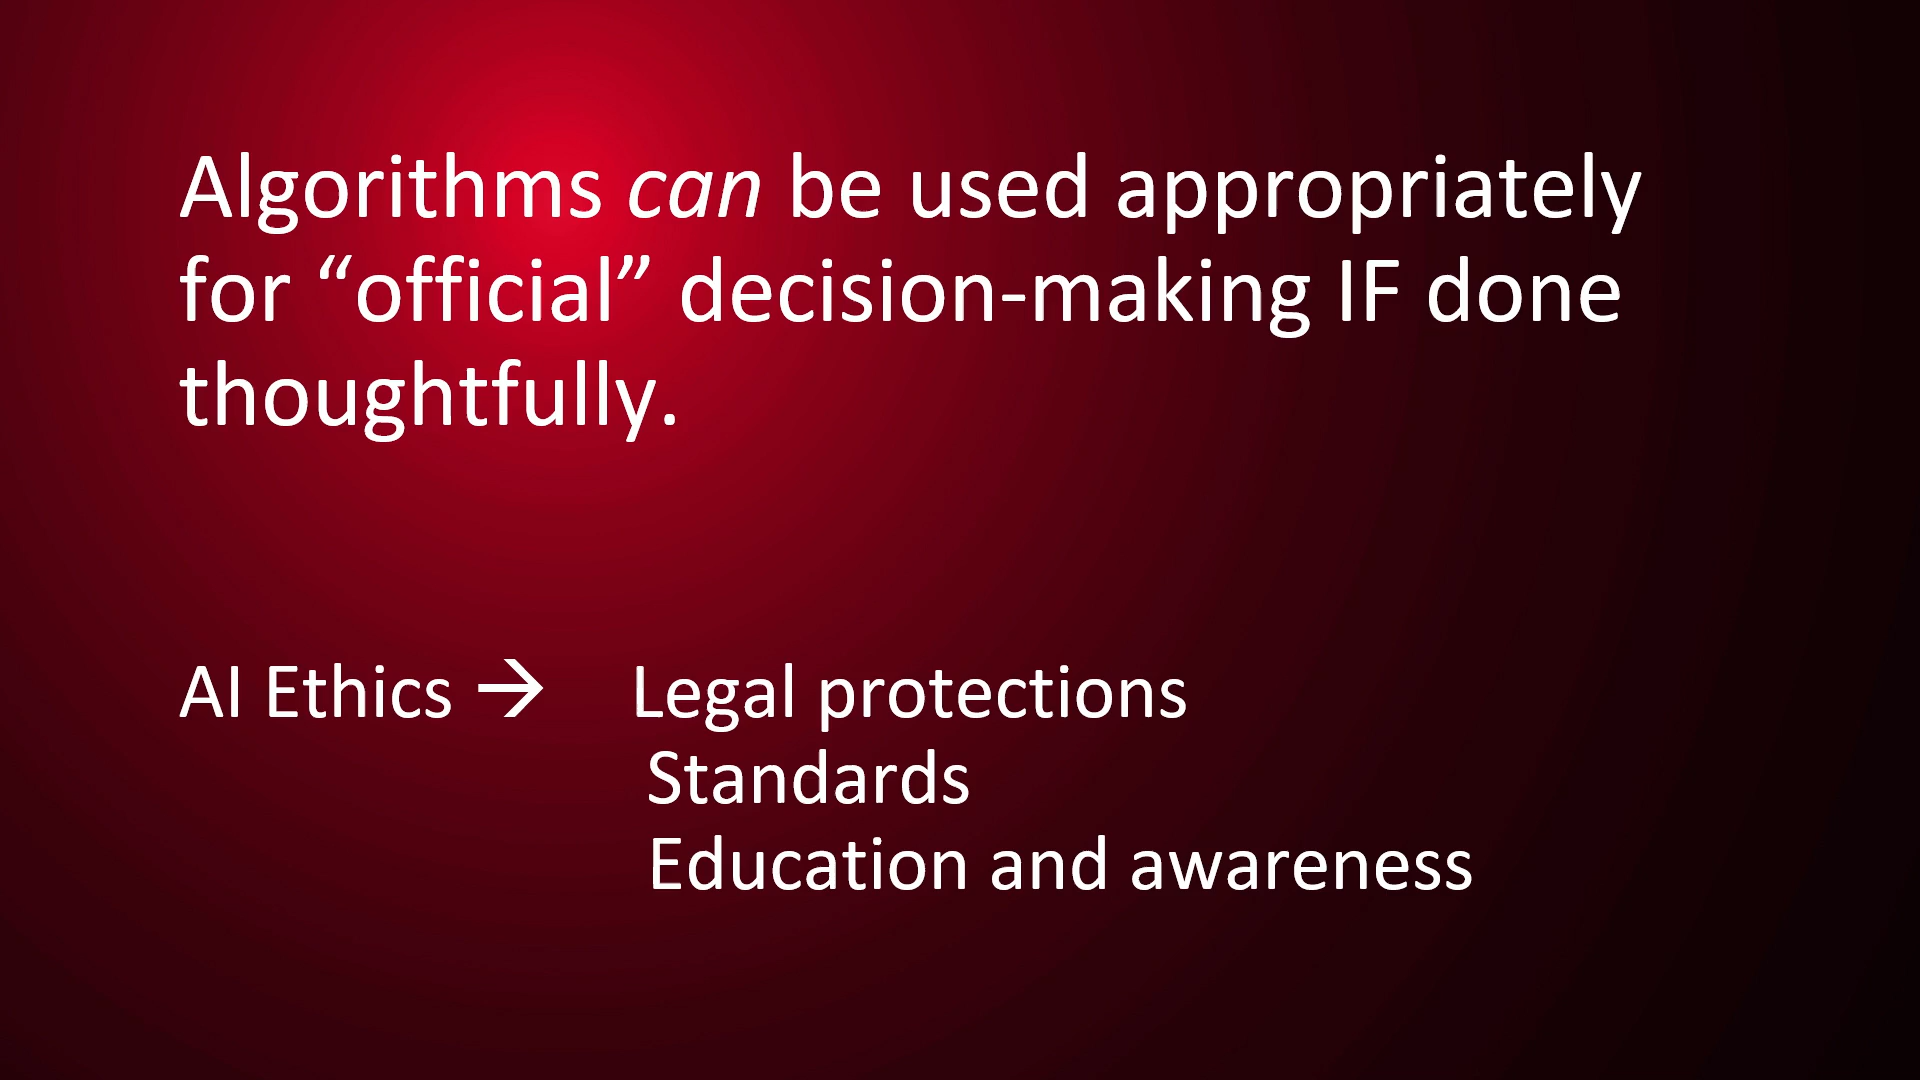 Algorithms can be used appropriately
for “official” decision-making IF done
thoughtfully.
AI Ethics → Legal protections
Standards
Education and awareness